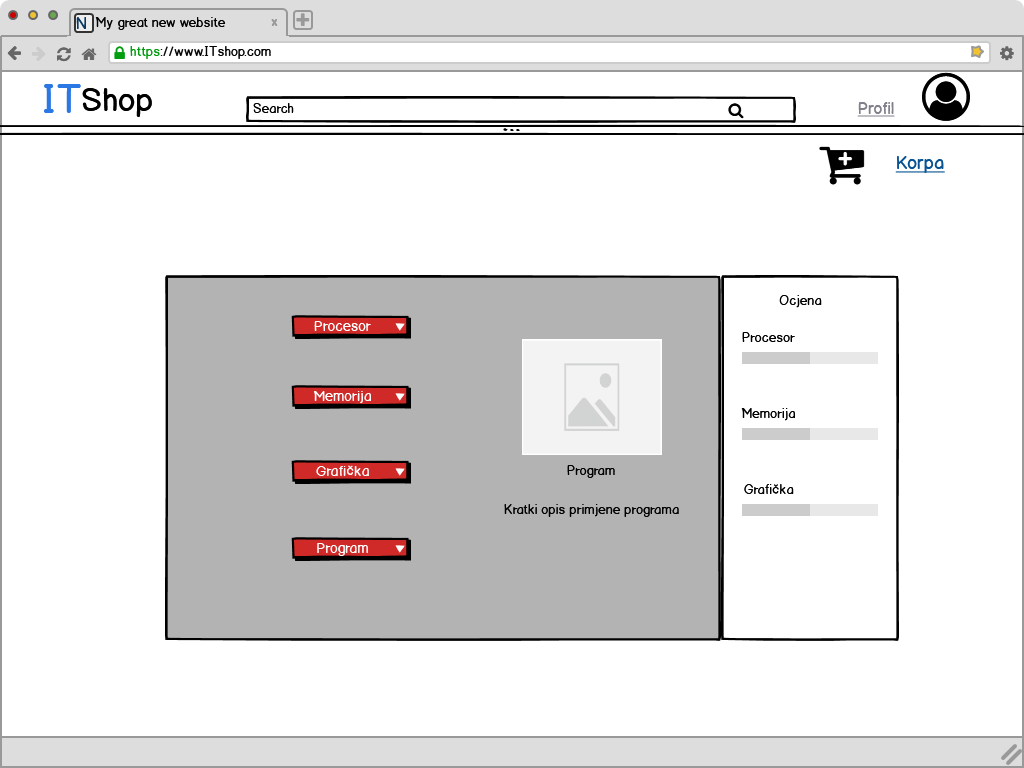 N My great new website
https://www.ITshop.com
ITShop
Search
Profil
Korpa
Procesor
Memorija
Grafička
Program
Program
Kratki opis primjene programa
Ocjena
Procesor
Memorija
Grafička